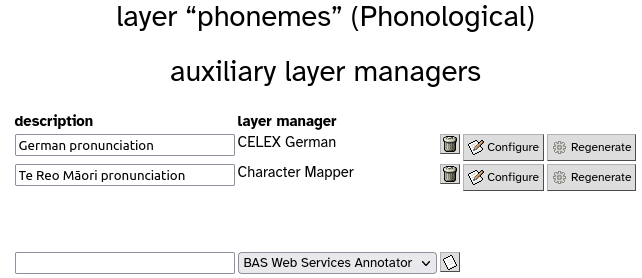 layer “phonemes” (Phonological)
auxiliary layer managers
description layer manager
German pronunciation CELEX German Configure Regenerate
Te Reo Māori pronunciation Character Mapper Configure Regenerate
BAS Web Services Annotator